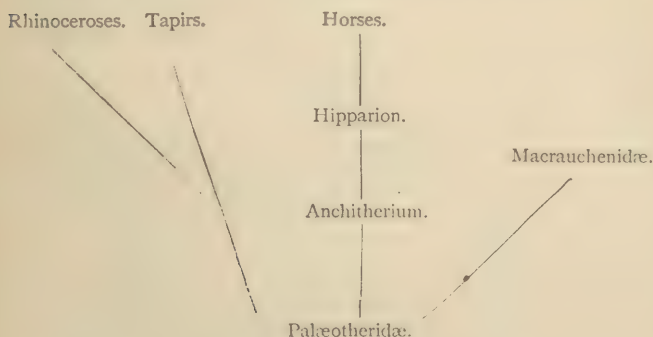 Rhinoceroses. Tapirs. Horses.
Hipparion.
Macrauchenidæ.
Anchitherium.
Palæotheridæ.